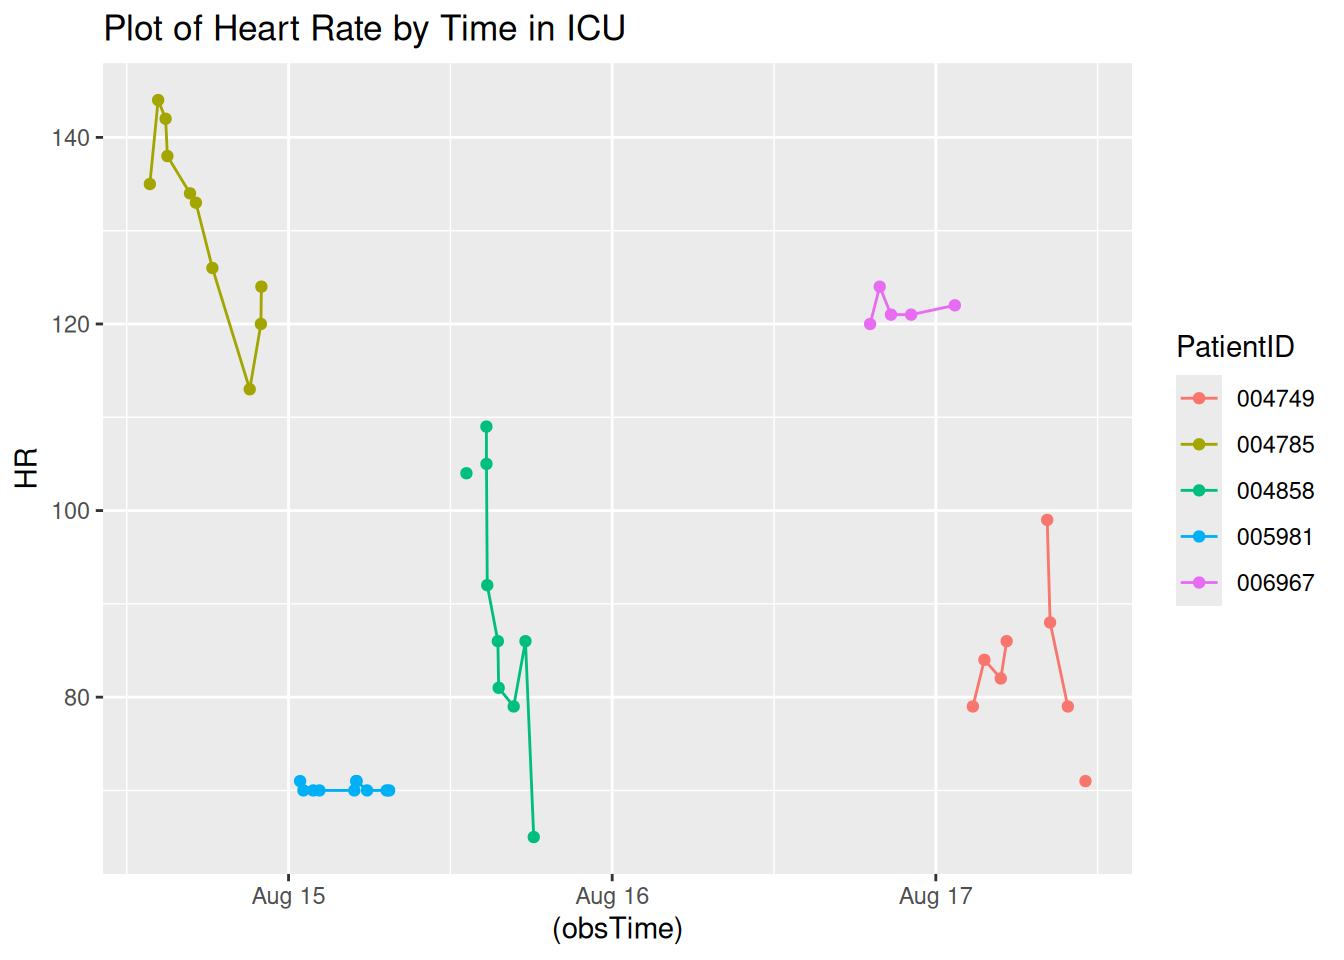 Plot of Heart Rate by Time in ICU
140
120
100
80
HR
Aug 15
Aug 16
Aug 17
(obsTime)
PatientID
004749
004785
004858
005981
006967